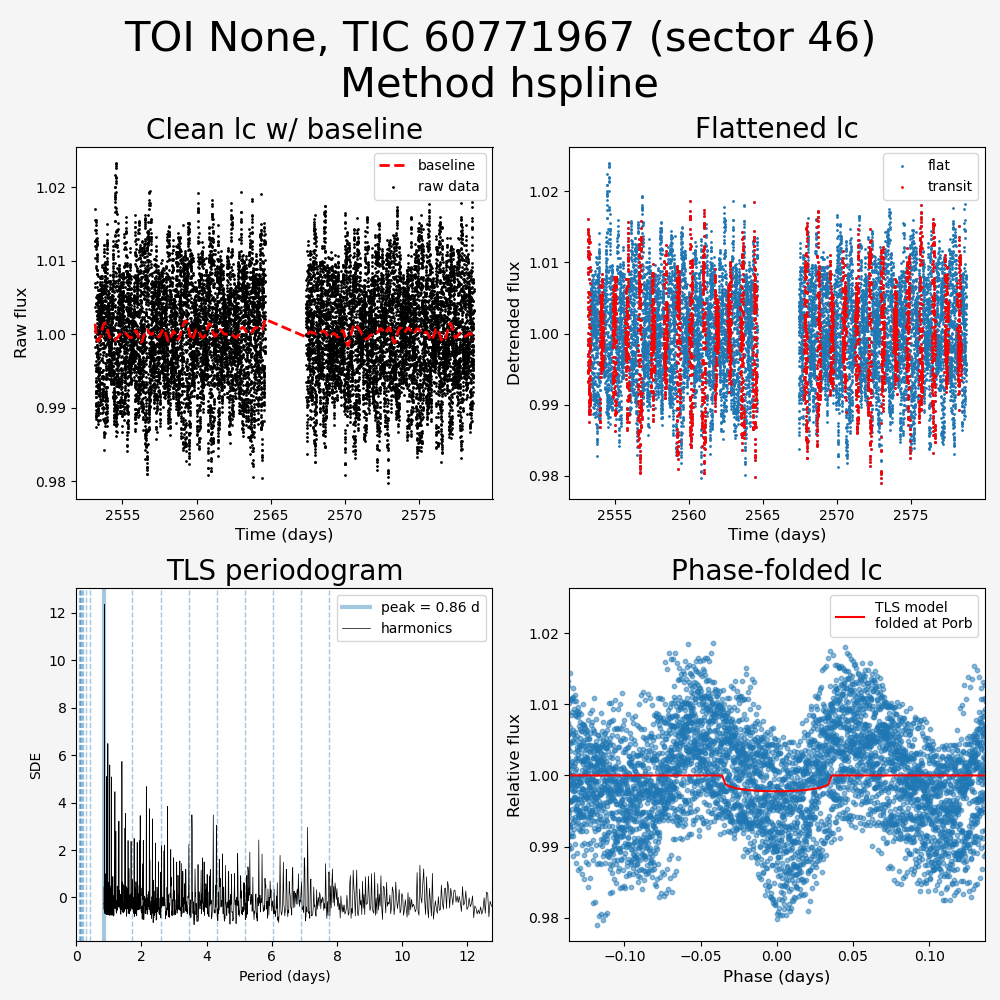 TOI None, TIC 60771967 (sector 46)
Method hspline
Clean lc w/ baseline
baseline
raw data
1.02
1.01
1.00
0.99
0.98
Raw flux
2555
2560
2565
2570
2575
Time (days)
Flattened lc
flat
transit
1.02
1.01
1.00
0.99
0.98
Detrended flux
2555
2560
2565
2570
2575
Time (days)
TLS periodogram
peak = 0.86 d
harmonics
12
10
8
6
4
2
0
SDE
0
2
4
6
8
10
12
Period (days)
Phase-folded lc
TLS model
folded at Porb
1.02
1.01
1.00
0.99
0.98
Relative flux
−0.10
−0.05
0.00
0.05
0.10
Phase (days)